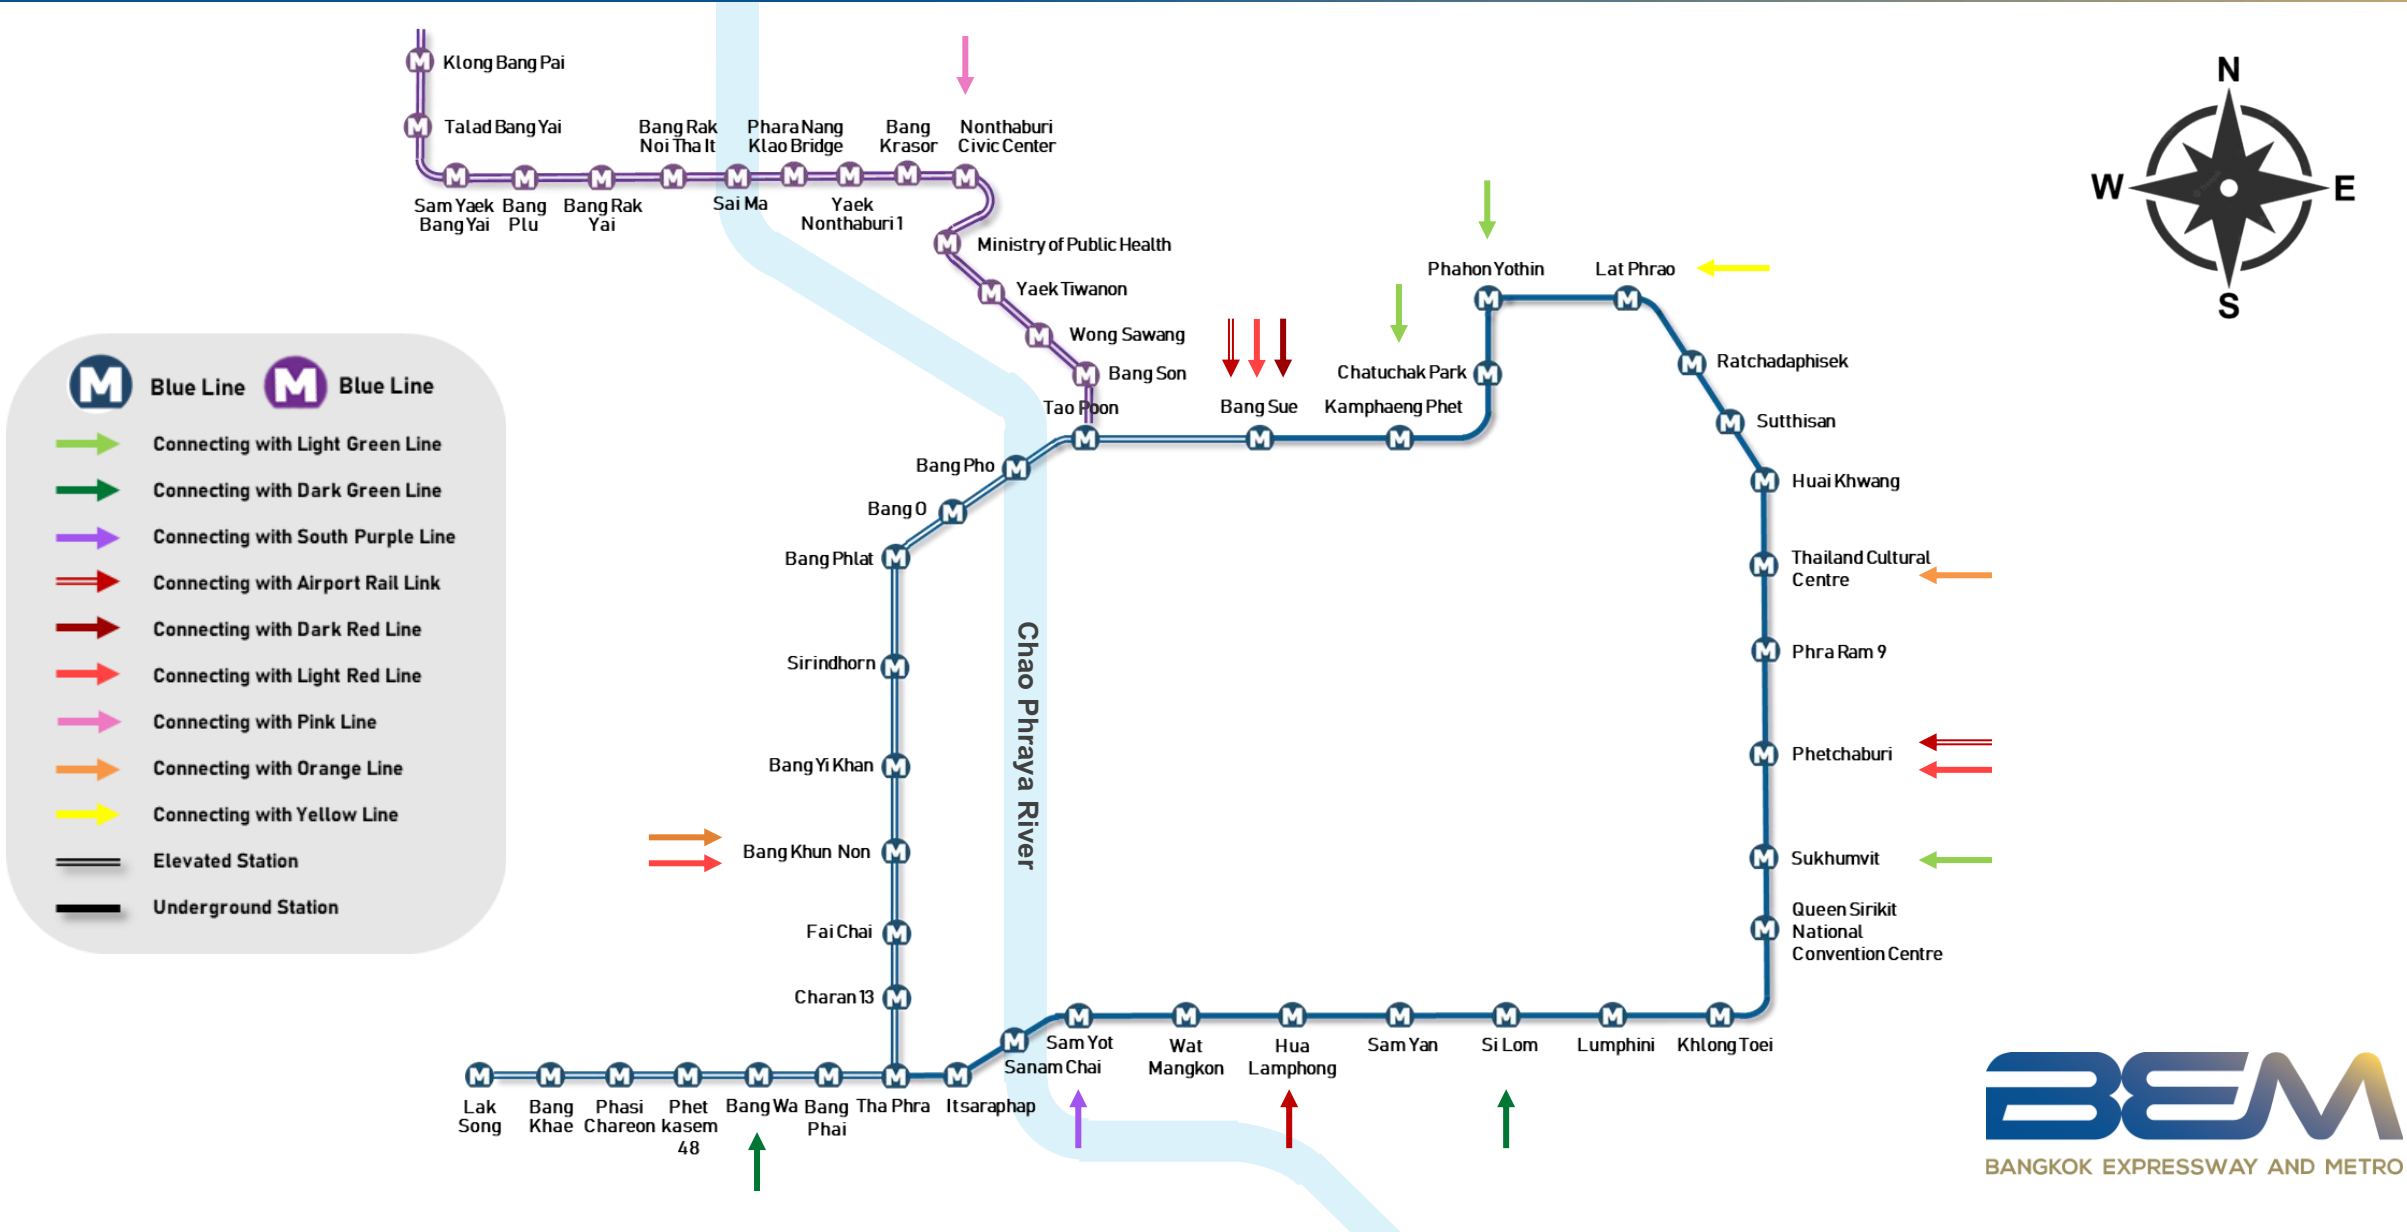 Klong Bang Pai
Talad Bang Yai
Sam Yaek
Bang Yai
Bang
Plu
Bang Rak
Yai
Bang Rak
Noi Tha It
Sai Ma
Phara Nang
Klao Bridge
Yaek
Nonthaburi 1
Bang
Krasor
Nonthaburi
Civic Center
Ministry of Public Health
Yaek Tiwanon
Wong Sawang
Bang Son
Tao Poon
Bang Sue
Kamphaeng Phet
Chatuchak Park
Phahon Yothin
Lat Phrao
Ratchadaphisek
Sutthisan
Huai Khwang
Thailand Cultural
Centre
Phra Ram 9
Phetchaburi
Sukhumvit
Queen Sirikit
National
Convention Centre
Khlong Toei
Lumphini
Si Lom
Sam Yan
Hua
Lamphong
Wat
Mangkon
Sam Yot
Sanam Chai
Itsaraphap
Tha Phra
Bang
Phai
Bang Wa
Phet
kasem
48
Phasi
Chareon
Bang
Khae
Lak
Song
Charan 13
Fai Chai
Bang Khun Non
Bang Yi Khan
Sirindhorn
Bang Phlat
Bang O
Bang Pho
Chao Phraya River
N
W
E
S
M Blue Line M Blue Line
Connecting with Light Green Line
Connecting with Dark Green Line
Connecting with South Purple Line
Connecting with Airport Rail Link
Connecting with Dark Red Line
Connecting with Light Red Line
Connecting with Pink Line
Connecting with Orange Line
Connecting with Yellow Line
Elevated Station
Underground Station
BEM
BANGKOK EXPRESSWAY AND METRO